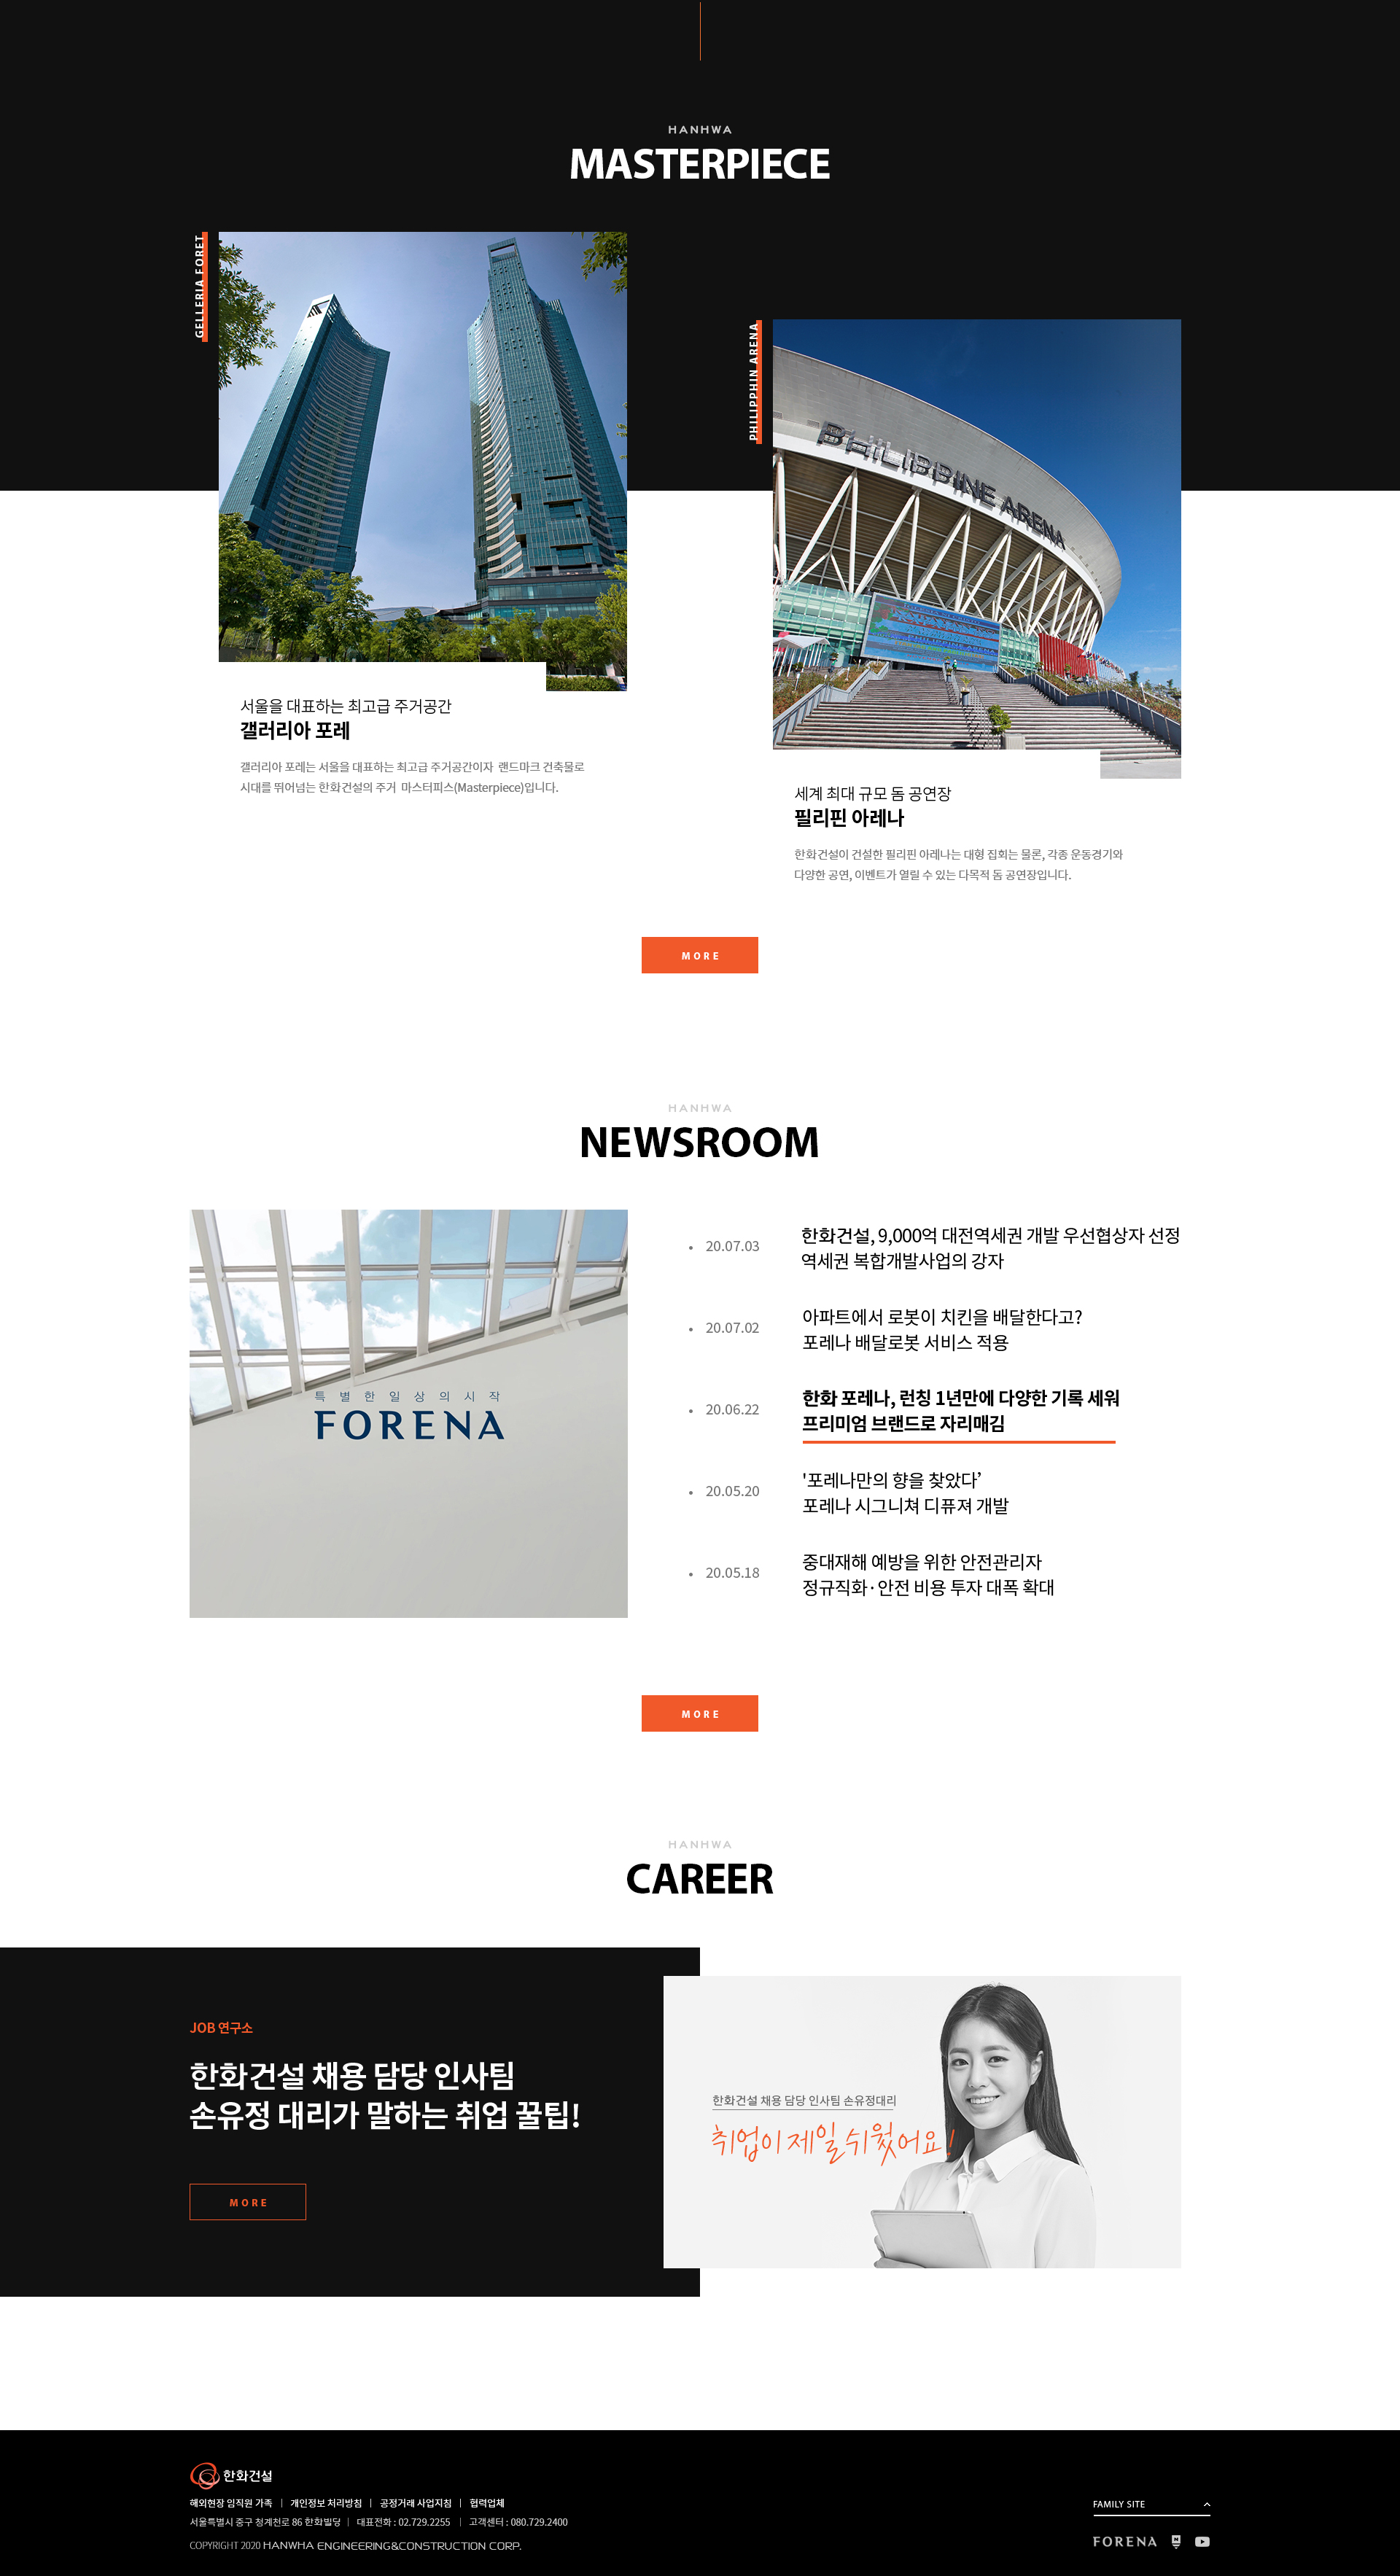 HANHWA
MASTERPIECE
GELLERIA FORET
PHILIPPHIN ARENA
PHILIPPINE ARENA
서울을 대표하는 최고급 주거공간
갤러리아 포레
갤러리아 포레는 서울을 대표하는 최고급 주거공간이자 랜드마크 건축물로
시대를 뛰어넘는 한화건설의 주거 마스터피스(Masterpiece)입니다.
세계 최대 규모 돔 공연장
필리핀 아레나
한화건설이 건설한 필리핀 아레나는 대형 집회는 물론, 각종 운동경기와
다양한 공연, 이벤트가 열릴 수 있는 다목적 돔 공연장입니다.
MORE
HANHWA
NEWSROOM
특별한일상의시작
FORENA
20.07.03
한화건설, 9,000억 대전역세권 개발 우선협상자 선정
역세권 복합개발사업의 강자
20.07.02
아파트에서 로봇이 치킨을 배달한다고?
포레나 배달로봇 서비스 적용
20.06.22
한화 포레나, 런칭 1년만에 다양한 기록 세워
프리미엄 브랜드로 자리매김
20.05.20
'포레나만의 향을 찾았다’
포레나 시그니쳐 디퓨져 개발
20.05.18
중대재해 예방을 위한 안전관리자
정규직화·안전 비용 투자 대폭 확대
MORE
HANHWA
CAREER
JOB 연구소
한화건설 채용 담당 인사팀
손유정 대리가 말하는 취업 꿀팁!
MORE
한화건설 채용 담당 인사팀 손유정대리
취업이 제일 쉬웠어요!
한화건설
해외현장 임직원 가족 | 개인정보 처리방침 | 공정거래 사업지침 | 협력업체
서울특별시 중구 청계천로 86 한화빌딩 | 대표전화 : 02.729.2255 | 고객센터 : 080.729.2400
COPYRIGHT 2020 HANWHA ENGINEERING&CONSTRUCTION CORP.
FAMILY SITE
FORENA